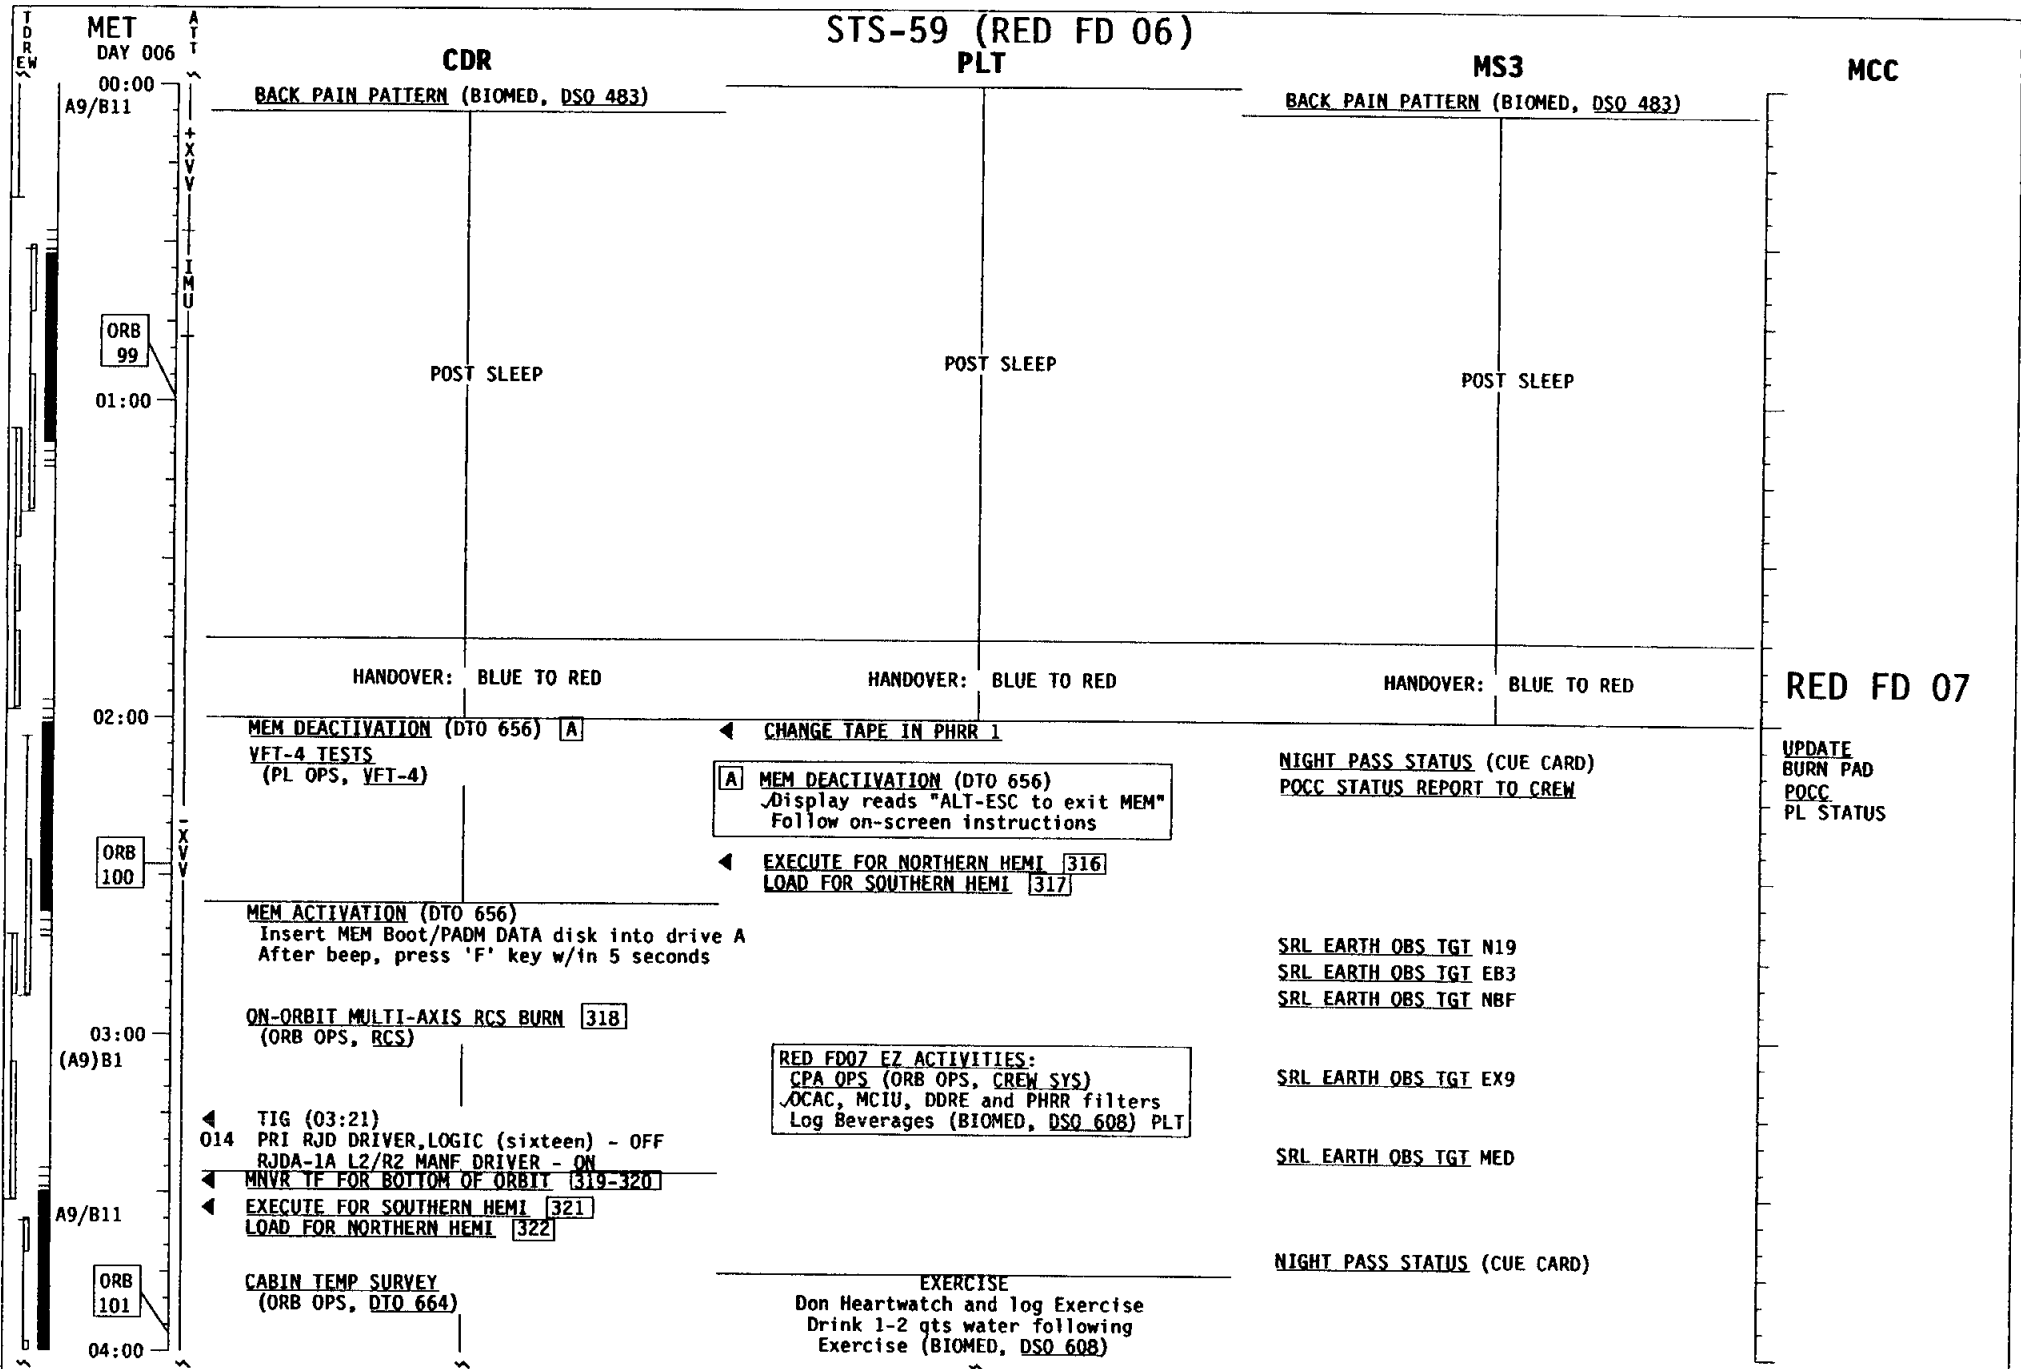 STS-59 (RED FD 06)
TDRS
EW
MET
DAY 006
ATT
CDR
PLT
MS3
MCC
00:00
A9/B11
+XVV
IMU
ORB
99
01:00
02:00
-XVV
ORB
100
03:00
(A9)B1
A9/B11
ORB
101
04:00
BACK PAIN PATTERN (BIOMED, DSO 483)
POST SLEEP
HANDOVER: BLUE TO RED
MEM DEACTIVATION (DTO 656) A
VFT-4 TESTS
(PL OPS, VFT-4)
MEM ACTIVATION (DTO 656)
Insert MEM Boot/PADM DATA disk into drive A
After beep, press 'F' key w/in 5 seconds
ON-ORBIT MULTI-AXIS RCS BURN 318
(ORB OPS, RCS)
◀ TIG (03:21)
014 PRI RJD DRIVER,LOGIC (sixteen) - OFF
RJDA-1A L2/R2 MANF DRIVER - ON
◀ MNVR TF FOR BOTTOM OF ORBIT 319-320
◀ EXECUTE FOR SOUTHERN HEMI 321
LOAD FOR NORTHERN HEMI 322
CABIN TEMP SURVEY
(ORB OPS, DTO 664)
POST SLEEP
HANDOVER: BLUE TO RED
◀ CHANGE TAPE IN PHRR 1
A MEM DEACTIVATION (DTO 656)
✓Display reads "ALT-ESC to exit MEM"
Follow on-screen instructions
◀ EXECUTE FOR NORTHERN HEMI 316
LOAD FOR SOUTHERN HEMI 317
RED FD07 EZ ACTIVITIES:
CPA OPS (ORB OPS, CREW SYS)
✓OCAC, MCIU, DDRE and PHRR filters
Log Beverages (BIOMED, DSO 608) PLT
EXERCISE
Don Heartwatch and log Exercise
Drink 1-2 qts water following
Exercise (BIOMED, DSO 608)
BACK PAIN PATTERN (BIOMED, DSO 483)
POST SLEEP
HANDOVER: BLUE TO RED
NIGHT PASS STATUS (CUE CARD)
POCC STATUS REPORT TO CREW
SRL EARTH OBS TGT N19
SRL EARTH OBS TGT EB3
SRL EARTH OBS TGT NBF
SRL EARTH OBS TGT EX9
SRL EARTH OBS TGT MED
NIGHT PASS STATUS (CUE CARD)
RED FD 07
UPDATE
BURN PAD
POCC
PL STATUS